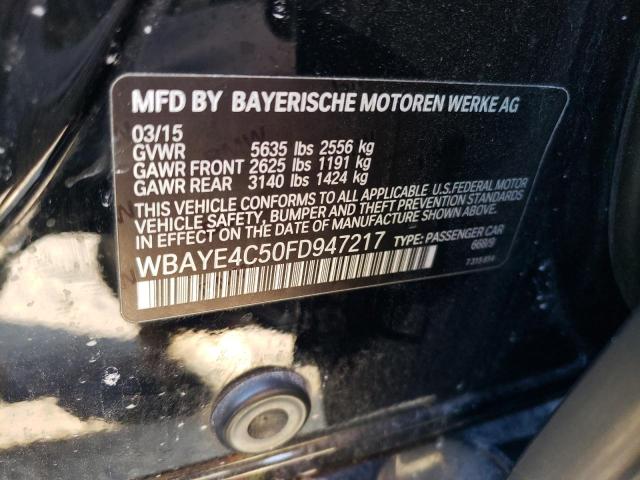 MFD BY BAYERISCHE MOTOREN WERKE AG
03/15
GVWR 5635 lbs 2556 kg
GAWR FRONT 2625 lbs 1191 kg
GAWR REAR 3140 lbs 1424 kg
THIS VEHICLE CONFORMS TO ALL APPLICABLE U.S.FEDERAL MOTOR
VEHICLE SAFETY, BUMPER AND THEFT PREVENTION STANDARDS
IN EFFECT ON THE DATE OF MANUFACTURE SHOWN ABOVE.
WBAYE4C50FD947217 TYPE: PASSENGER CAR
668/9